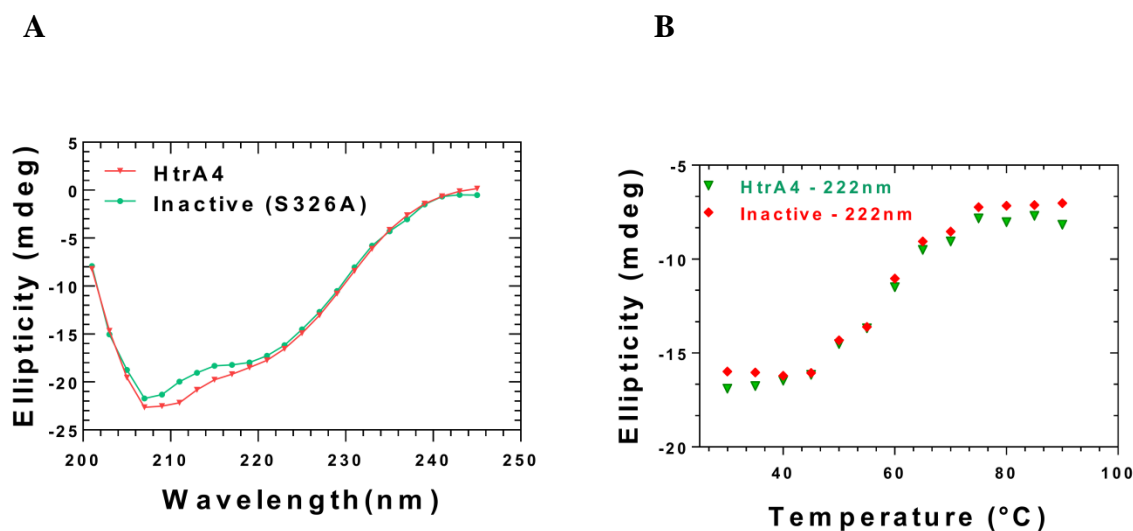 A
B
5
0
-5
-10
-15
-20
-25
HtrA4
Inactive (S326A)
200 210 220 230 240 250
Wavelength(nm)
Ellipticity (mdeg)
-5
-10
-15
-20
HtrA4 - 222nm
Inactive - 222nm
40 60 80 100
Temperature (°C)
Ellipticity (mdeg)